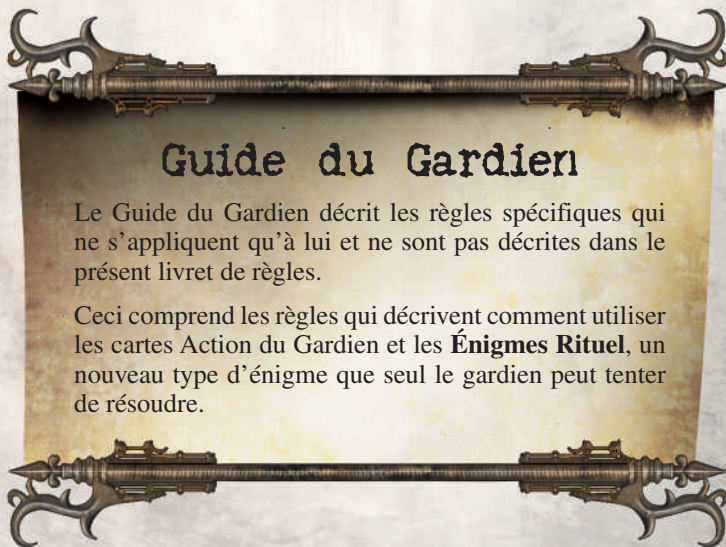 Guide du Gardien
Le Guide du Gardien décrit les règles spécifiques qui
ne s’appliquent qu’à lui et ne sont pas décrites dans le
présent livret de règles.
Ceci comprend les règles qui décrivent comment utiliser
les cartes Action du Gardien et les Énigmes Rituel, un
nouveau type d’énigme que seul le gardien peut tenter
de résoudre.